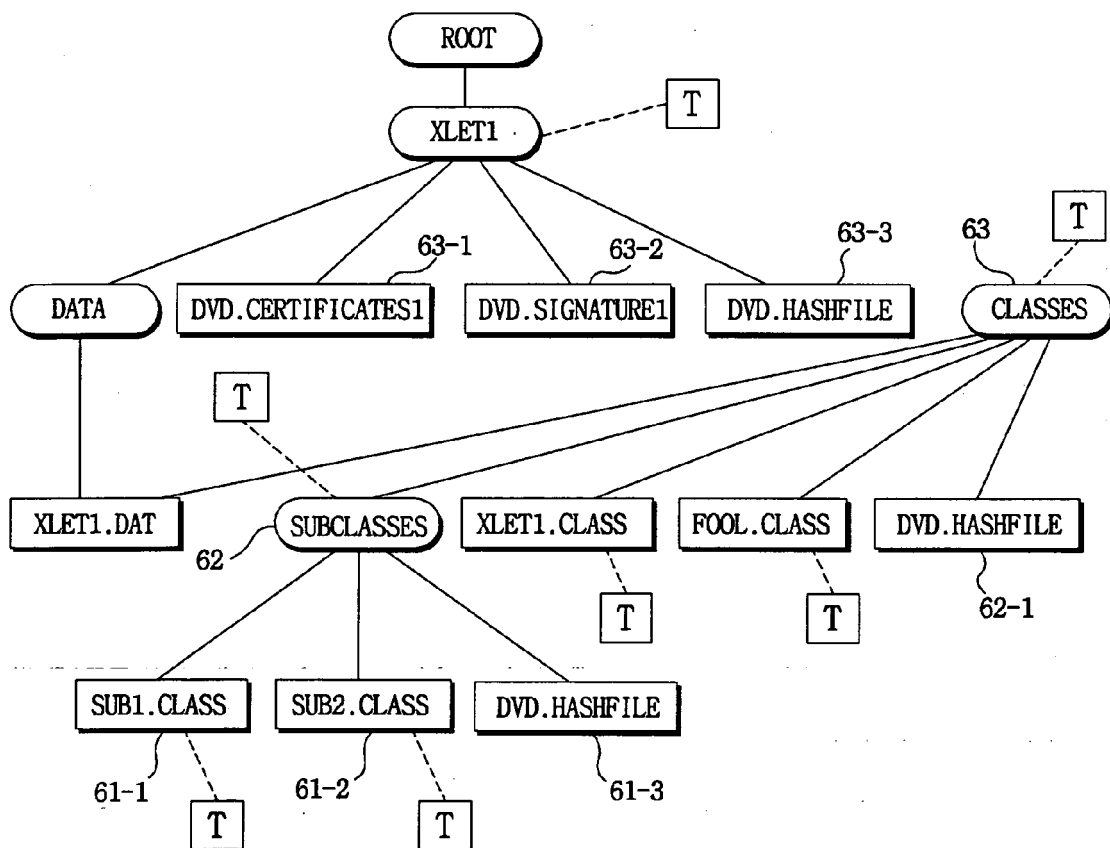 ROOT
T
XLET1
T
63-1
63-2
63-3
63
DATA
DVD.CERTIFICATES1
DVD.SIGNATURE1
DVD.HASHFILE
CLASSES
T
XLET1.DAT
SUBCLASSES
XLET1.CLASS
FOOL.CLASS
DVD.HASHFILE
62
T
T
62-1
SUB1.CLASS
SUB2.CLASS
DVD.HASHFILE
61-1
61-2
61-3
T
T